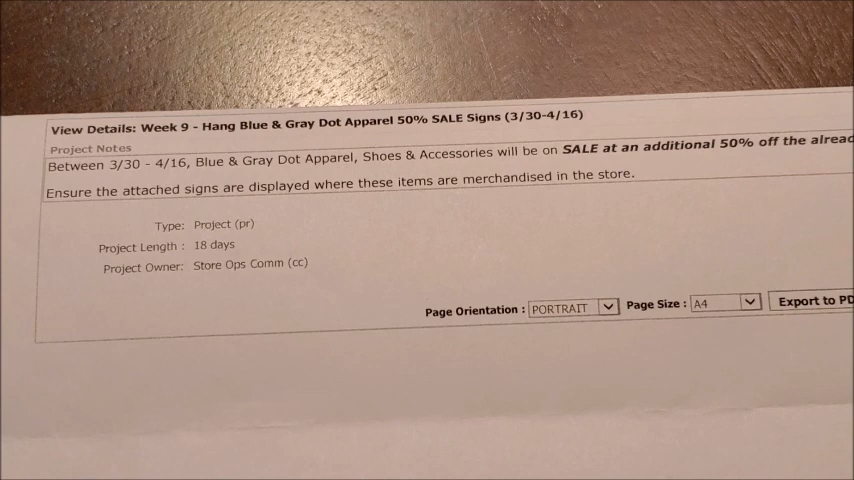 View Details: Week 9 - Hang Blue & Gray Dot Apparel 50% SALE Signs (3/30-4/16)
Project Notes
Between 3/30 - 4/16, Blue & Gray Dot Apparel, Shoes & Accessories will be on SALE at an additional 50% off the
Ensure the attached signs are displayed where these items are merchandised in the store.
Type: Project (pr)
Project Length : 18 days
Project Owner: Store Ops Comm (cc)
Page Orientation : PORTRAIT Page Size : A4 Export to